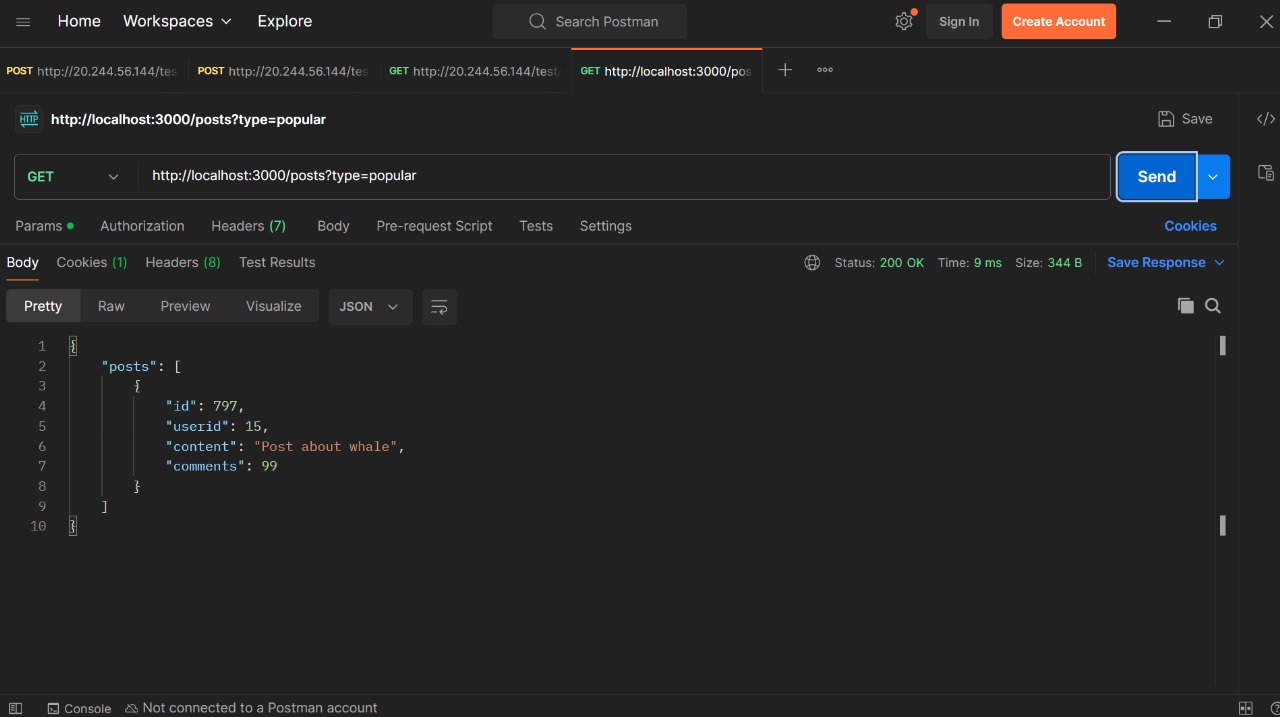 Home Workspaces Explore Search Postman Sign In Create Account
POST http://20.244.56.144/tes POST http://20.244.56.144/tes GET http://20.244.56.144/test/ GET http://localhost:3000/pos
HTTP http://localhost:3000/posts?type=popular Save </>
GET http://localhost:3000/posts?type=popular Send
Params Authorization Headers (7) Body Pre-request Script Tests Settings Cookies
Body Cookies (1) Headers (8) Test Results Status: 200 OK Time: 9 ms Size: 344 B Save Response
Pretty Raw Preview Visualize JSON
1 {
2 "posts": [
3 {
4 "id": 797,
5 "userid": 15,
6 "content": "Post about whale",
7 "comments": 99
8 }
9 ]
10 }
Console Not connected to a Postman account